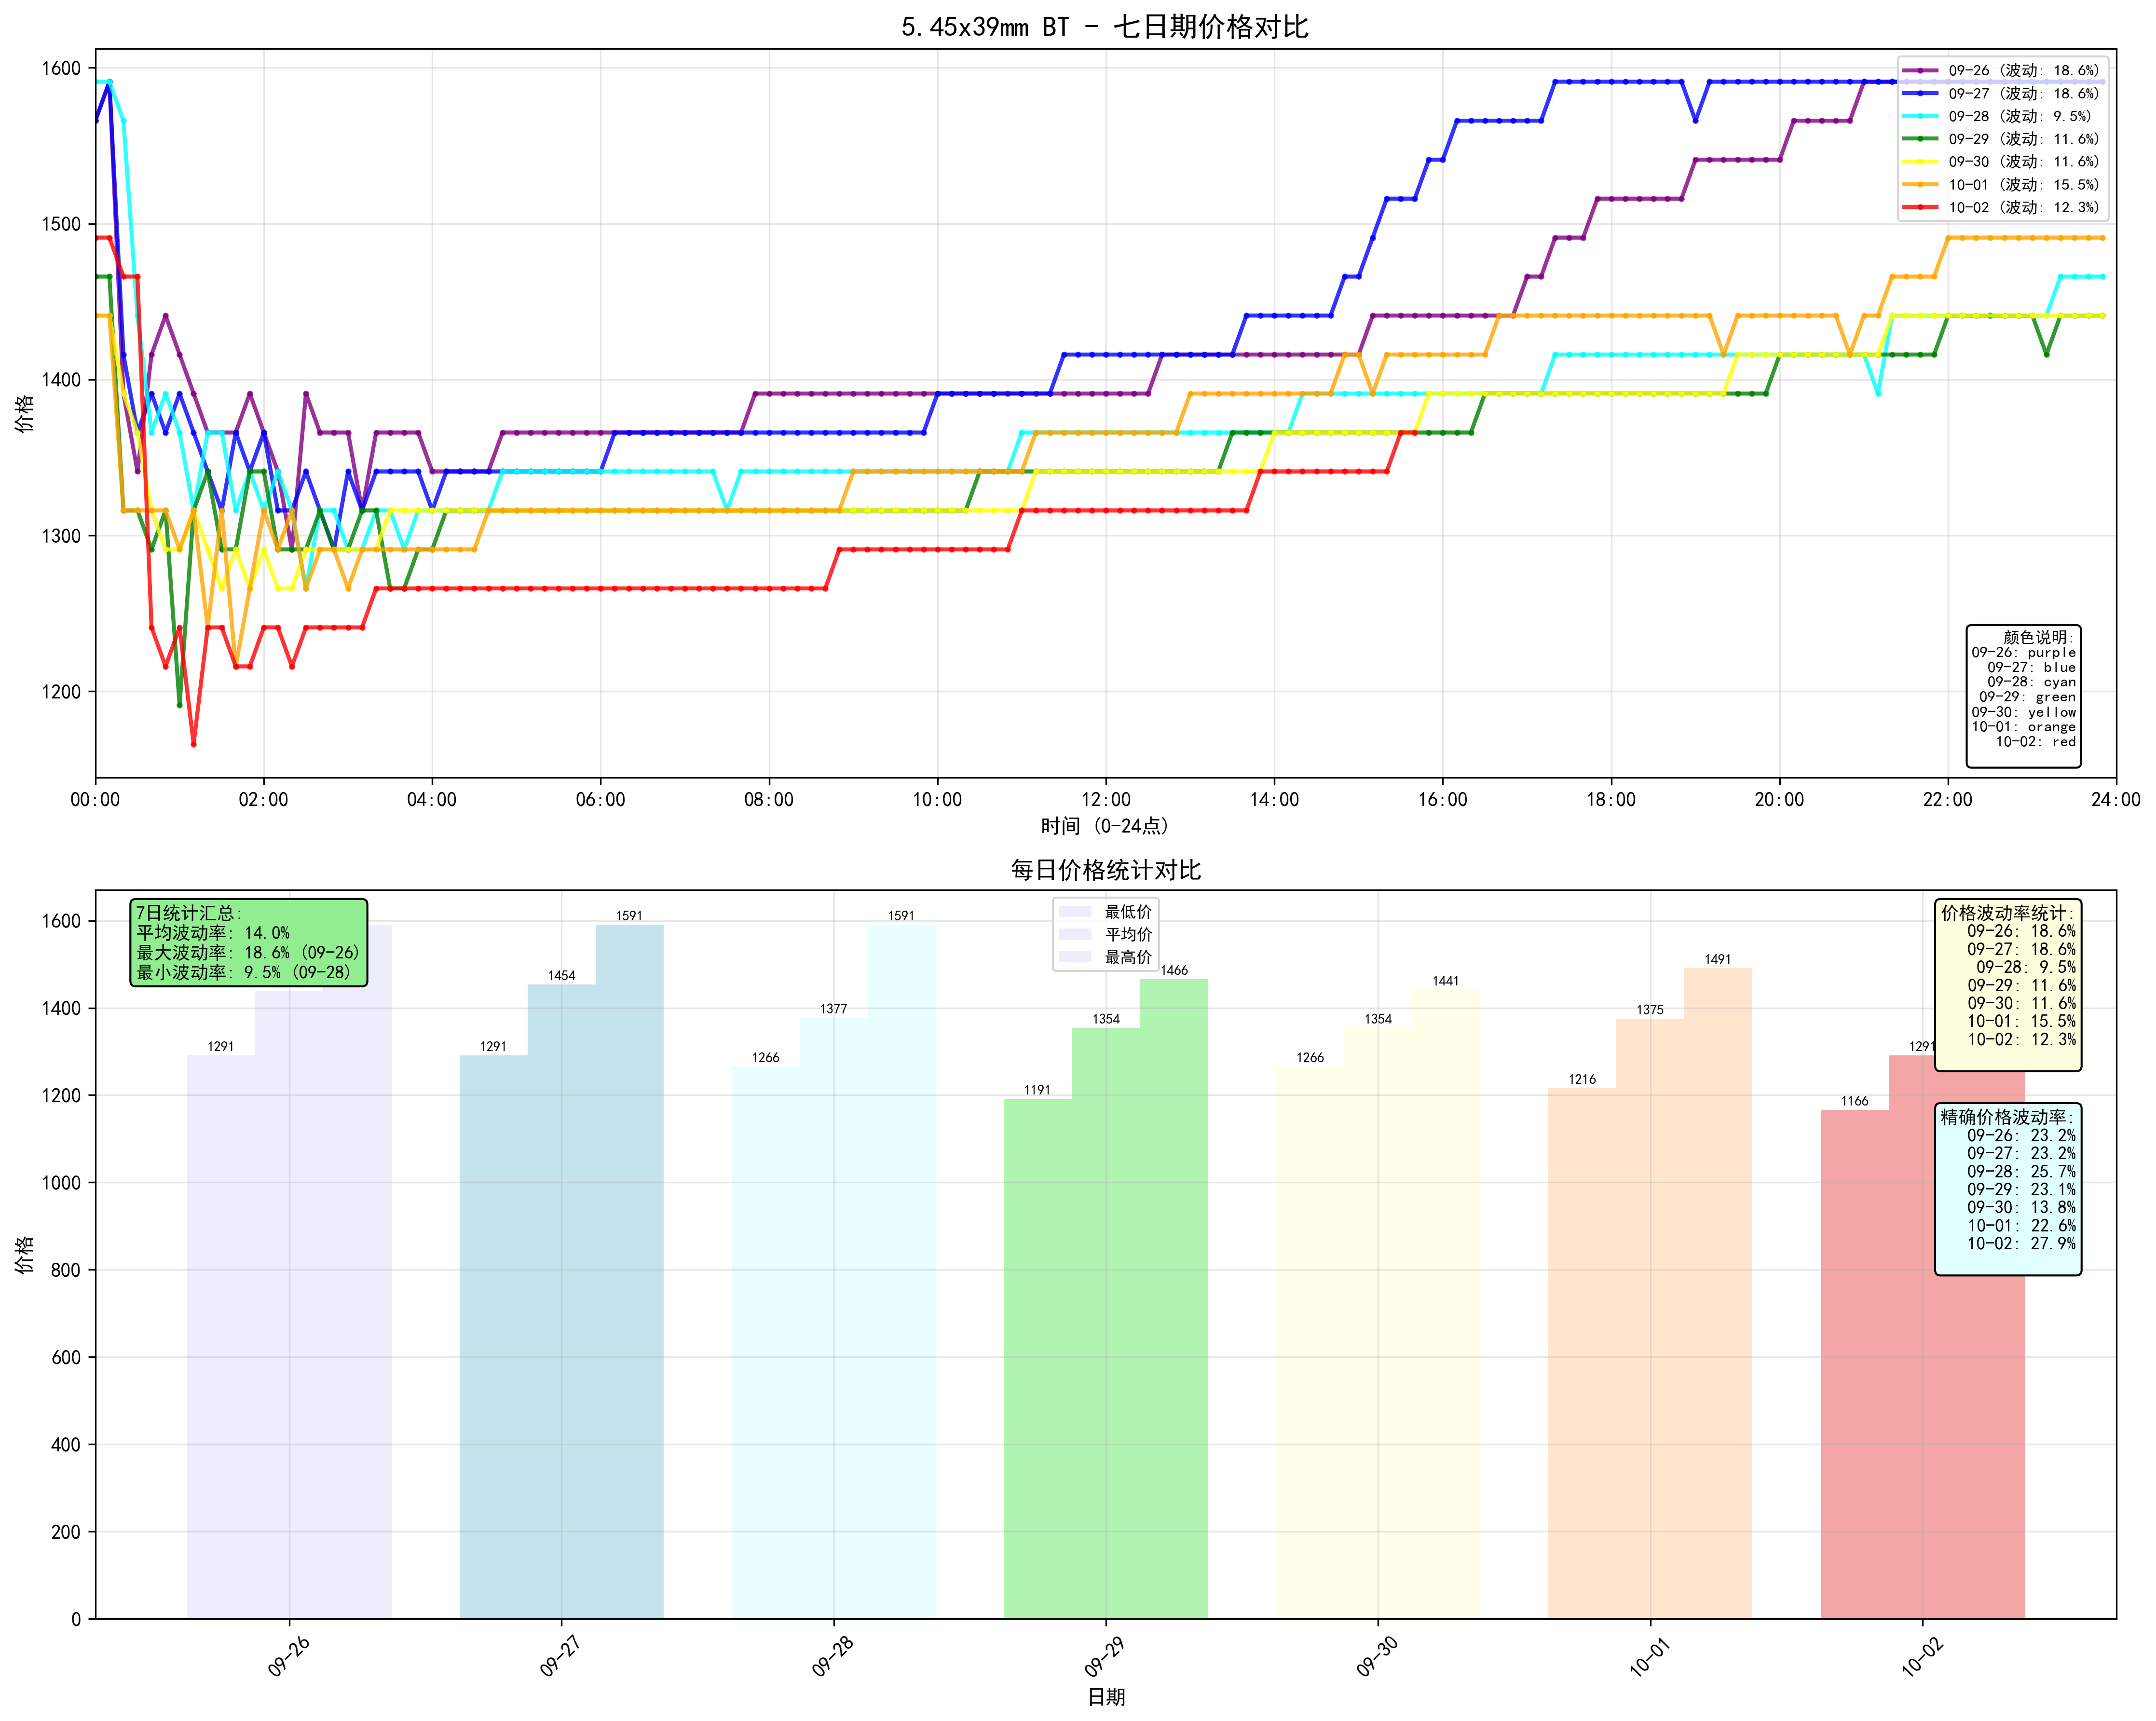 5.45x39mm BT - 七日期价格对比
价格
1600
1500
1400
1300
1200
09-26 (波动: 18.6%)
09-27 (波动: 18.6%)
09-28 (波动: 9.5%)
09-29 (波动: 11.6%)
09-30 (波动: 11.6%)
10-01 (波动: 15.5%)
10-02 (波动: 12.3%)
颜色说明:
09-26: purple
09-27: blue
09-28: cyan
09-29: green
09-30: yellow
10-01: orange
10-02: red
00:00 02:00 04:00 06:00 08:00 10:00 12:00 14:00 16:00 18:00 20:00 22:00 24:00
时间 (0-24点)
每日价格统计对比
价格
1600
1400
1200
1000
800
600
400
200
0
7日统计汇总:
平均波动率: 14.0%
最大波动率: 18.6% (09-26)
最小波动率: 9.5% (09-28)
最低价
平均价
最高价
价格波动率统计:
09-26: 18.6%
09-27: 18.6%
09-28: 9.5%
09-29: 11.6%
09-30: 11.6%
10-01: 15.5%
10-02: 12.3%
精确价格波动率:
09-26: 23.2%
09-27: 23.2%
09-28: 25.7%
09-29: 23.1%
09-30: 13.8%
10-01: 22.6%
10-02: 27.9%
1291
1291 1454 1591
1266 1377 1591
1191 1354 1466
1266 1354 1441
1216 1375 1491
1166 1291
09-26 09-27 09-28 09-29 09-30 10-01 10-02
日期